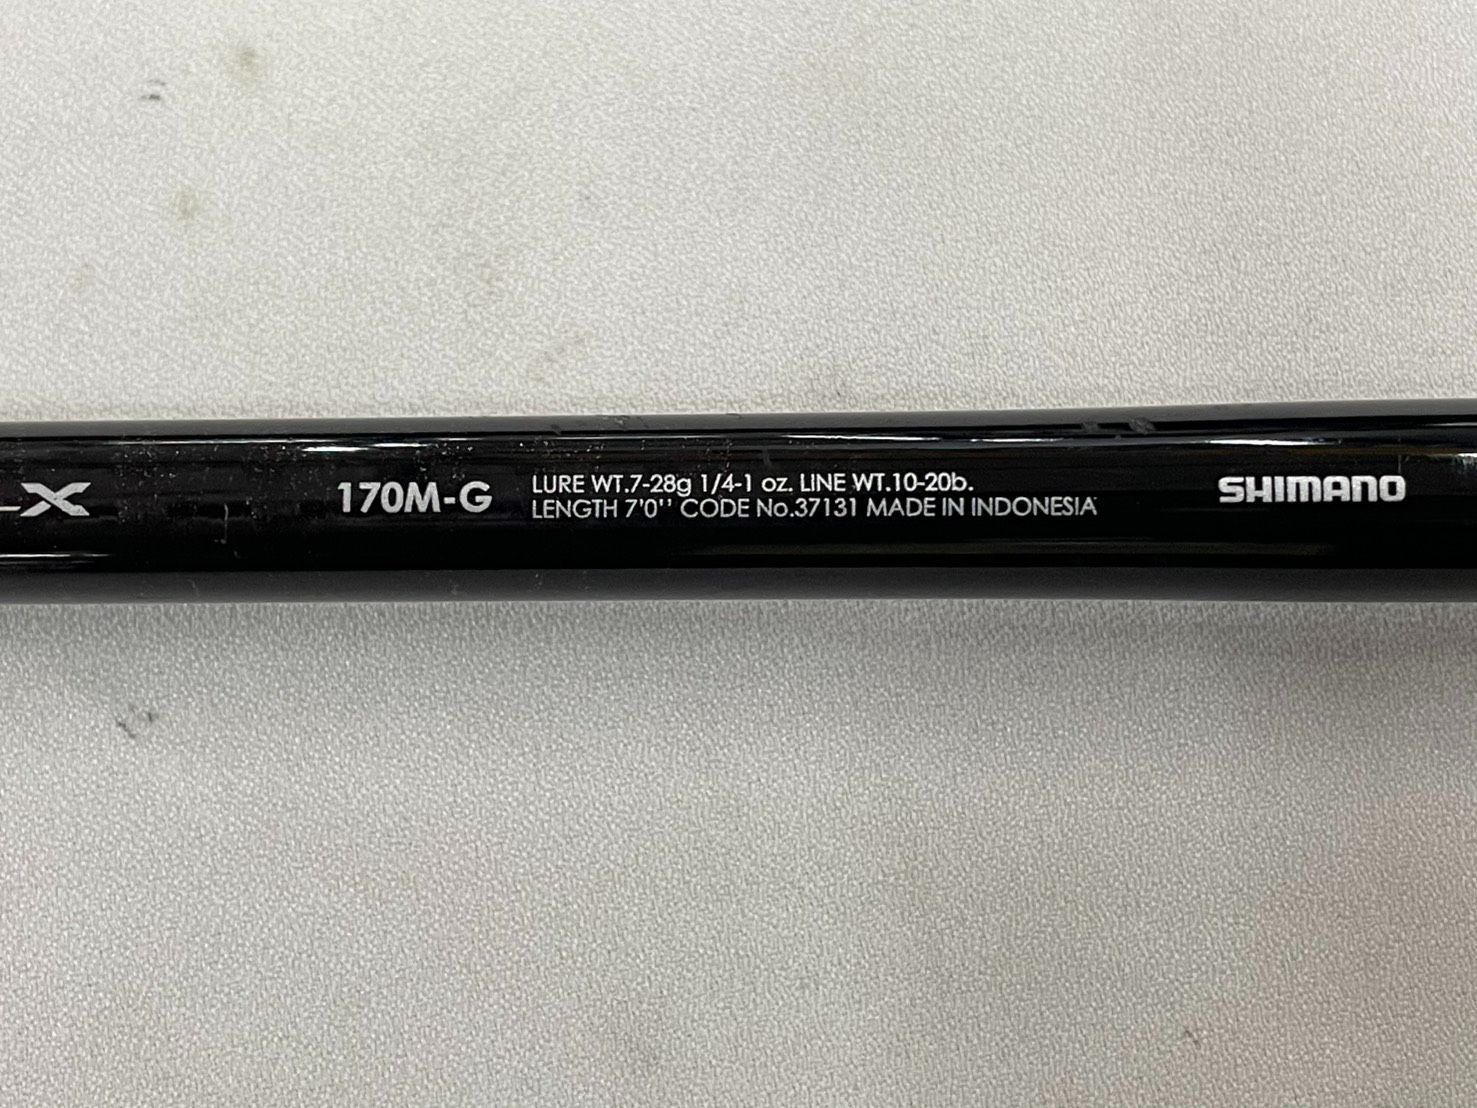 X
170M-G
LURE WT.7-28g 1/4-1 oz. LINE WT.10-20b.
LENGTH 7'0'' CODE No.37131 MADE IN INDONESIA
SHIMANO